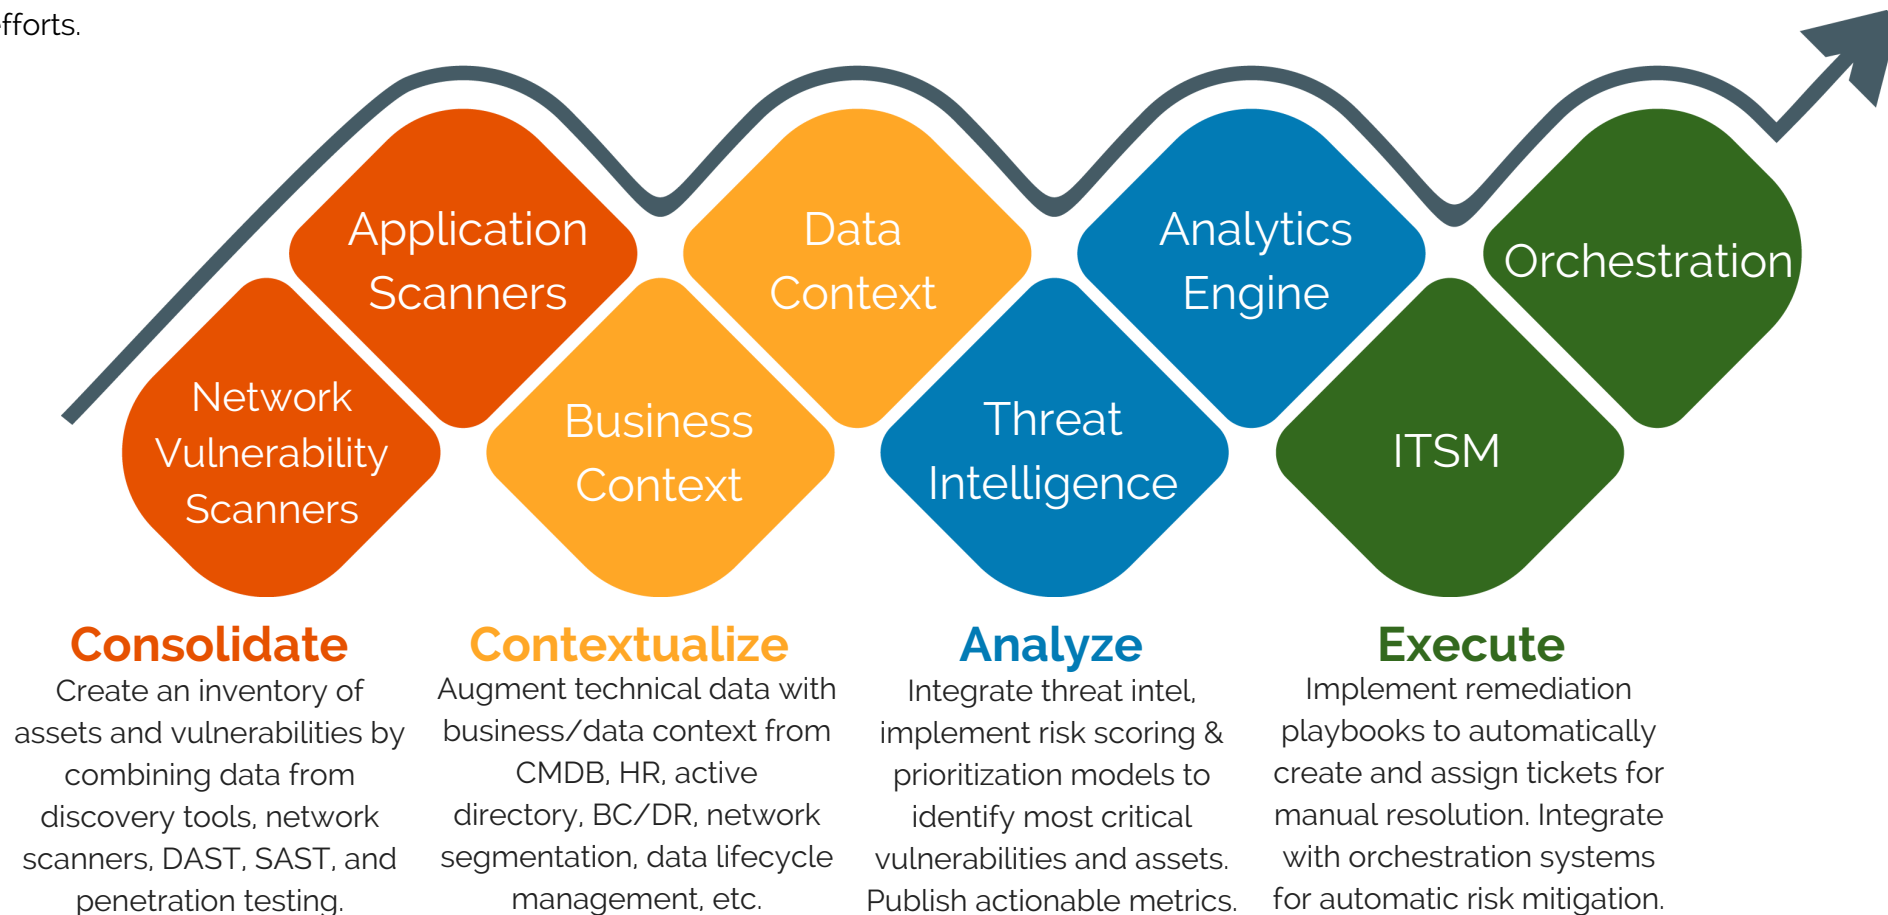 efforts.
Application
Scanners
Data
Context
Analytics
Engine
Orchestration
Network
Vulnerability
Scanners
Business
Context
Threat
Intelligence
ITSM
Consolidate
Create an inventory of
assets and vulnerabilities by
combining data from
discovery tools, network
scanners, DAST, SAST, and
penetration testing.
Contextualize
Augment technical data with
business/data context from
CMDB, HR, active
directory, BC/DR, network
segmentation, data lifecycle
management, etc.
Analyze
Integrate threat intel,
implement risk scoring &
prioritization models to
identify most critical
vulnerabilities and assets.
Publish actionable metrics.
Execute
Implement remediation
playbooks to automatically
create and assign tickets for
manual resolution. Integrate
with orchestration systems
for automatic risk mitigation.